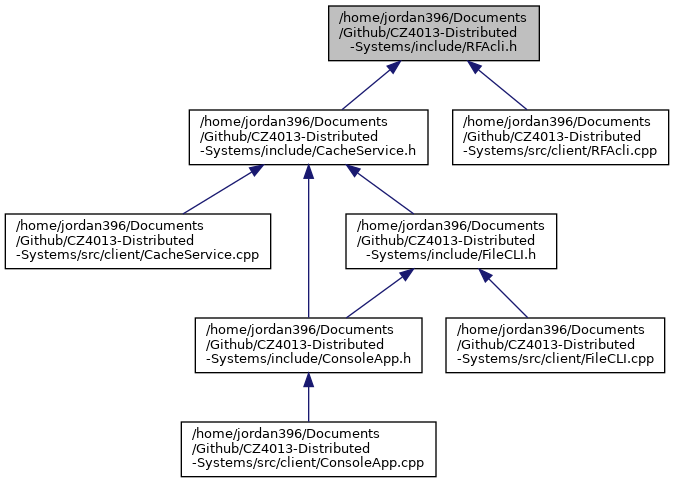 /home/jordan396/Documents
/Github/CZ4013-Distributed
-Systems/include/RFAcli.h
/home/jordan396/Documents
/Github/CZ4013-Distributed
-Systems/include/CacheService.h
/home/jordan396/Documents
/Github/CZ4013-Distributed
-Systems/src/client/RFAcli.cpp
/home/jordan396/Documents
/Github/CZ4013-Distributed
-Systems/src/client/CacheService.cpp
/home/jordan396/Documents
/Github/CZ4013-Distributed
-Systems/include/FileCLI.h
/home/jordan396/Documents
/Github/CZ4013-Distributed
-Systems/include/ConsoleApp.h
/home/jordan396/Documents
/Github/CZ4013-Distributed
-Systems/src/client/FileCLI.cpp
/home/jordan396/Documents
/Github/CZ4013-Distributed
-Systems/src/client/ConsoleApp.cpp